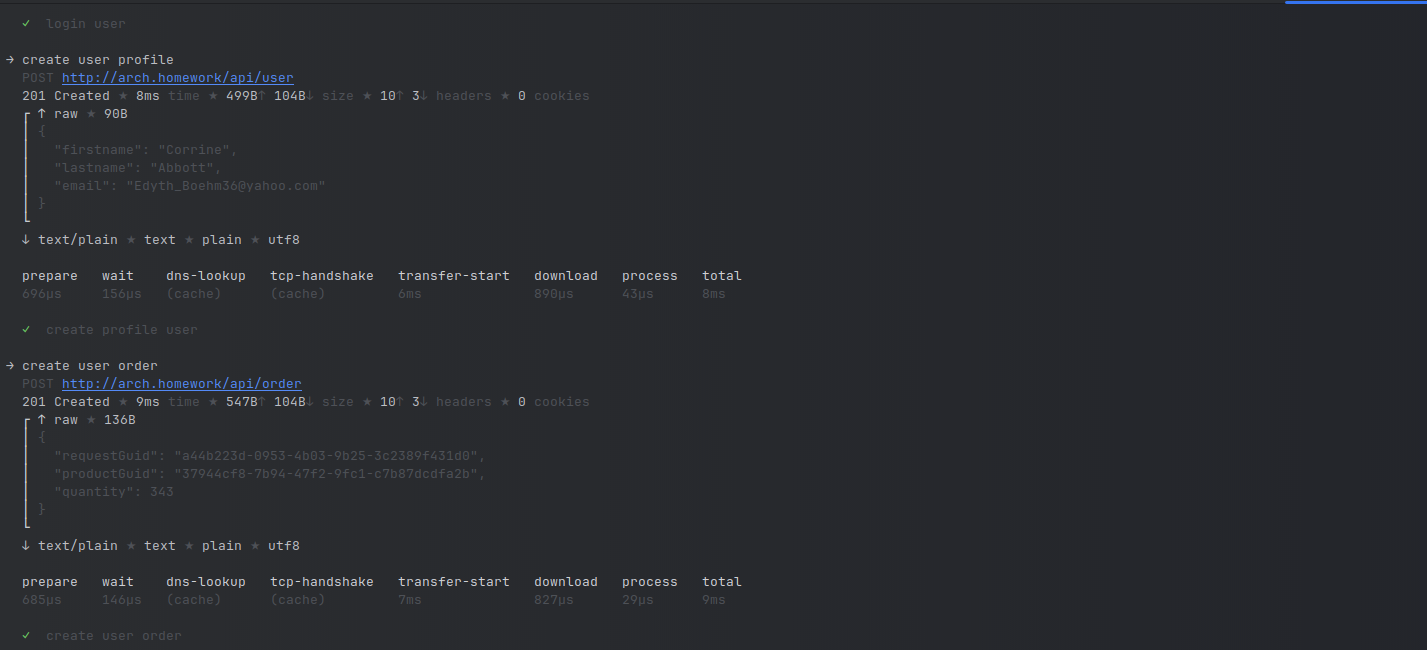 ✓ login user
→ create user profile
POST http://arch.homework/api/user
201 Created ★ 8ms time ★ 499B↑ 104B↓ size ★ 10↑ 3↓ headers ★ 0 cookies
┌ ↑ raw ★ 90B
│ {
│   "firstname": "Corrine",
│   "lastname": "Abbott",
│   "email": "Edyth_Boehm36@yahoo.com"
│ }
└
↓ text/plain ★ text ★ plain ★ utf8
prepare wait dns-lookup tcp-handshake transfer-start download process total
696µs 156µs (cache) (cache) 6ms 890µs 43µs 8ms
✓ create profile user
→ create user order
POST http://arch.homework/api/order
201 Created ★ 9ms time ★ 547B↑ 104B↓ size ★ 10↑ 3↓ headers ★ 0 cookies
┌ ↑ raw ★ 136B
│ {
│   "requestGuid": "a44b223d-0953-4b03-9b25-3c2389f431d0",
│   "productGuid": "37944cf8-7b94-47f2-9fc1-c7b87dcdfa2b",
│   "quantity": 343
│ }
└
↓ text/plain ★ text ★ plain ★ utf8
prepare wait dns-lookup tcp-handshake transfer-start download process total
685µs 146µs (cache) (cache) 7ms 827µs 29µs 9ms
✓ create user order